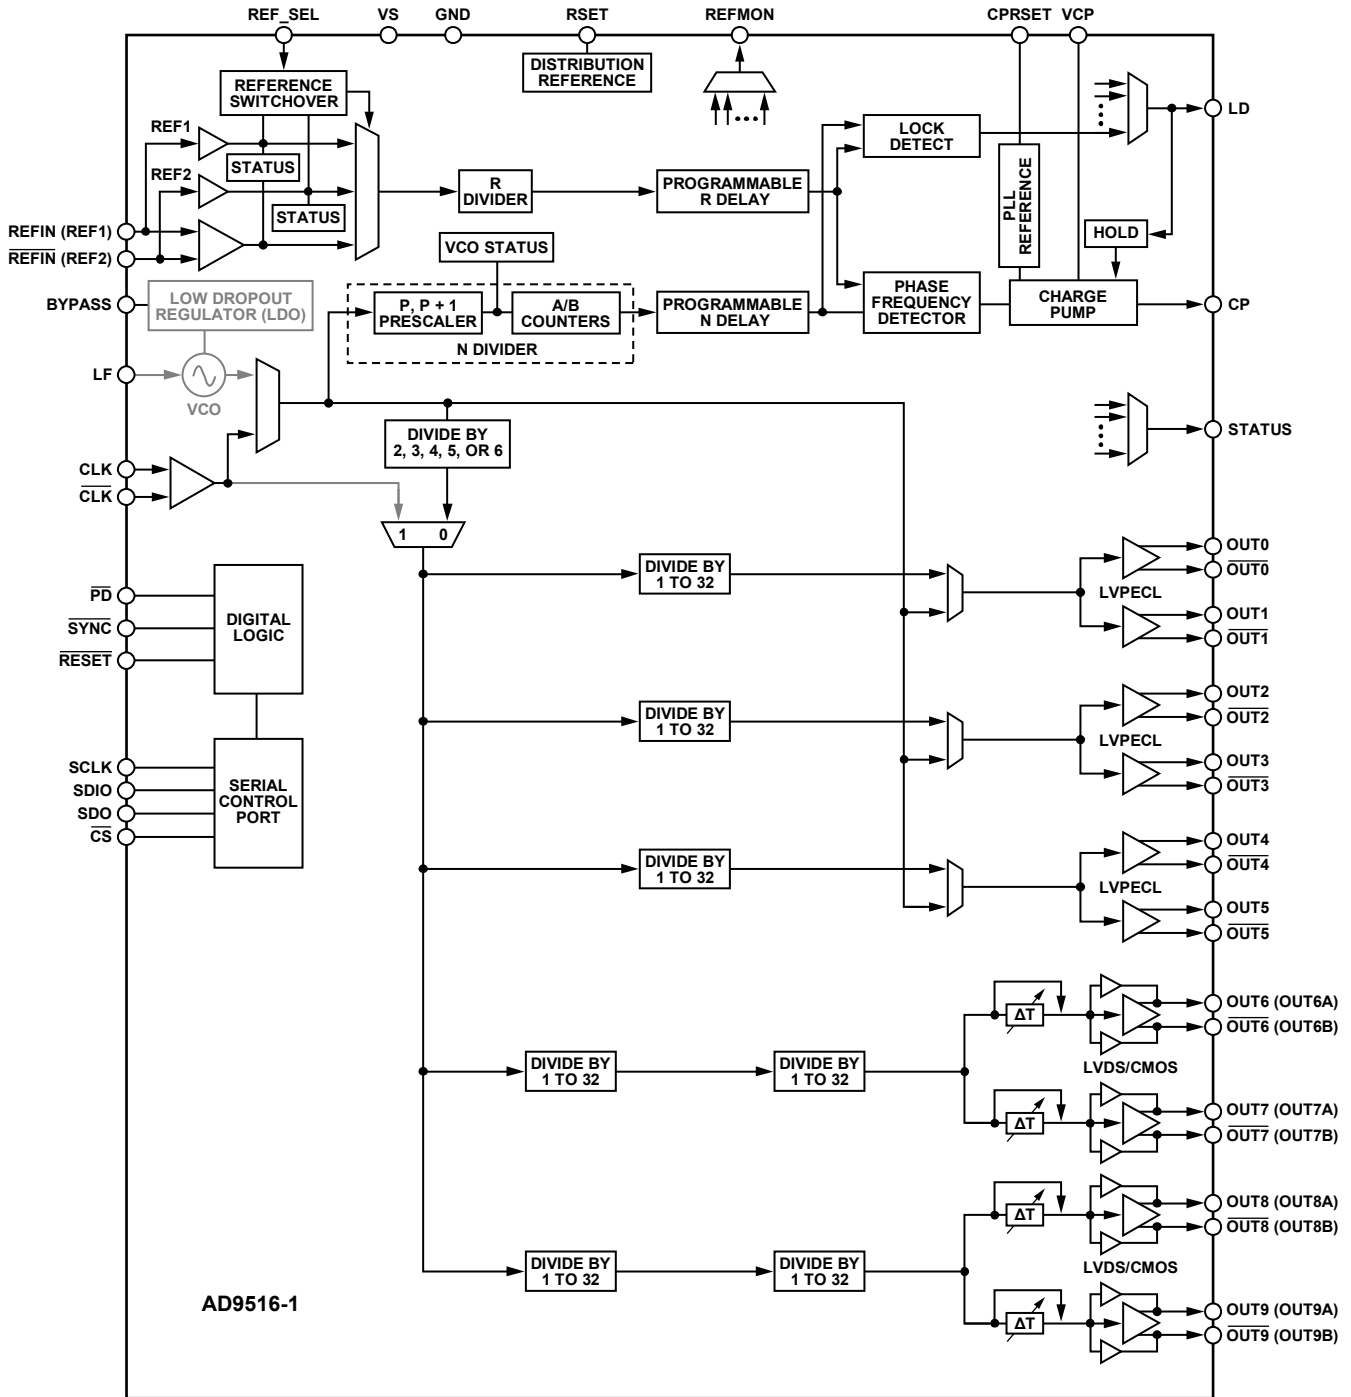 REF_SEL
VS
GND
RSET
REFMON
CPRSET
VCP
DISTRIBUTION
REFERENCE
REFERENCE
SWITCHOVER
REF1
STATUS
REF2
STATUS
R
DIVIDER
PROGRAMMABLE
R DELAY
LOCK
DETECT
LD
PLL
REFERENCE
HOLD
REFIN (REF1)
REFIN (REF2)
VCO STATUS
BYPASS
LOW DROPOUT
REGULATOR (LDO)
P, P + 1
PRESCALER
A/B
COUNTERS
N DIVIDER
PROGRAMMABLE
N DELAY
PHASE
FREQUENCY
DETECTOR
CHARGE
PUMP
CP
LF
VCO
STATUS
DIVIDE BY
2, 3, 4, 5, OR 6
CLK
CLK
1 0
PD
SYNC
RESET
DIGITAL
LOGIC
SCLK
SDIO
SDO
CS
SERIAL
CONTROL
PORT
DIVIDE BY
1 TO 32
LVPECL
OUT0
OUT0
OUT1
OUT1
DIVIDE BY
1 TO 32
LVPECL
OUT2
OUT2
OUT3
OUT3
DIVIDE BY
1 TO 32
LVPECL
OUT4
OUT4
OUT5
OUT5
DIVIDE BY
1 TO 32
DIVIDE BY
1 TO 32
ΔT
ΔT
LVDS/CMOS
OUT6 (OUT6A)
OUT6 (OUT6B)
OUT7 (OUT7A)
OUT7 (OUT7B)
DIVIDE BY
1 TO 32
DIVIDE BY
1 TO 32
ΔT
ΔT
LVDS/CMOS
OUT8 (OUT8A)
OUT8 (OUT8B)
OUT9 (OUT9A)
OUT9 (OUT9B)
AD9516-1